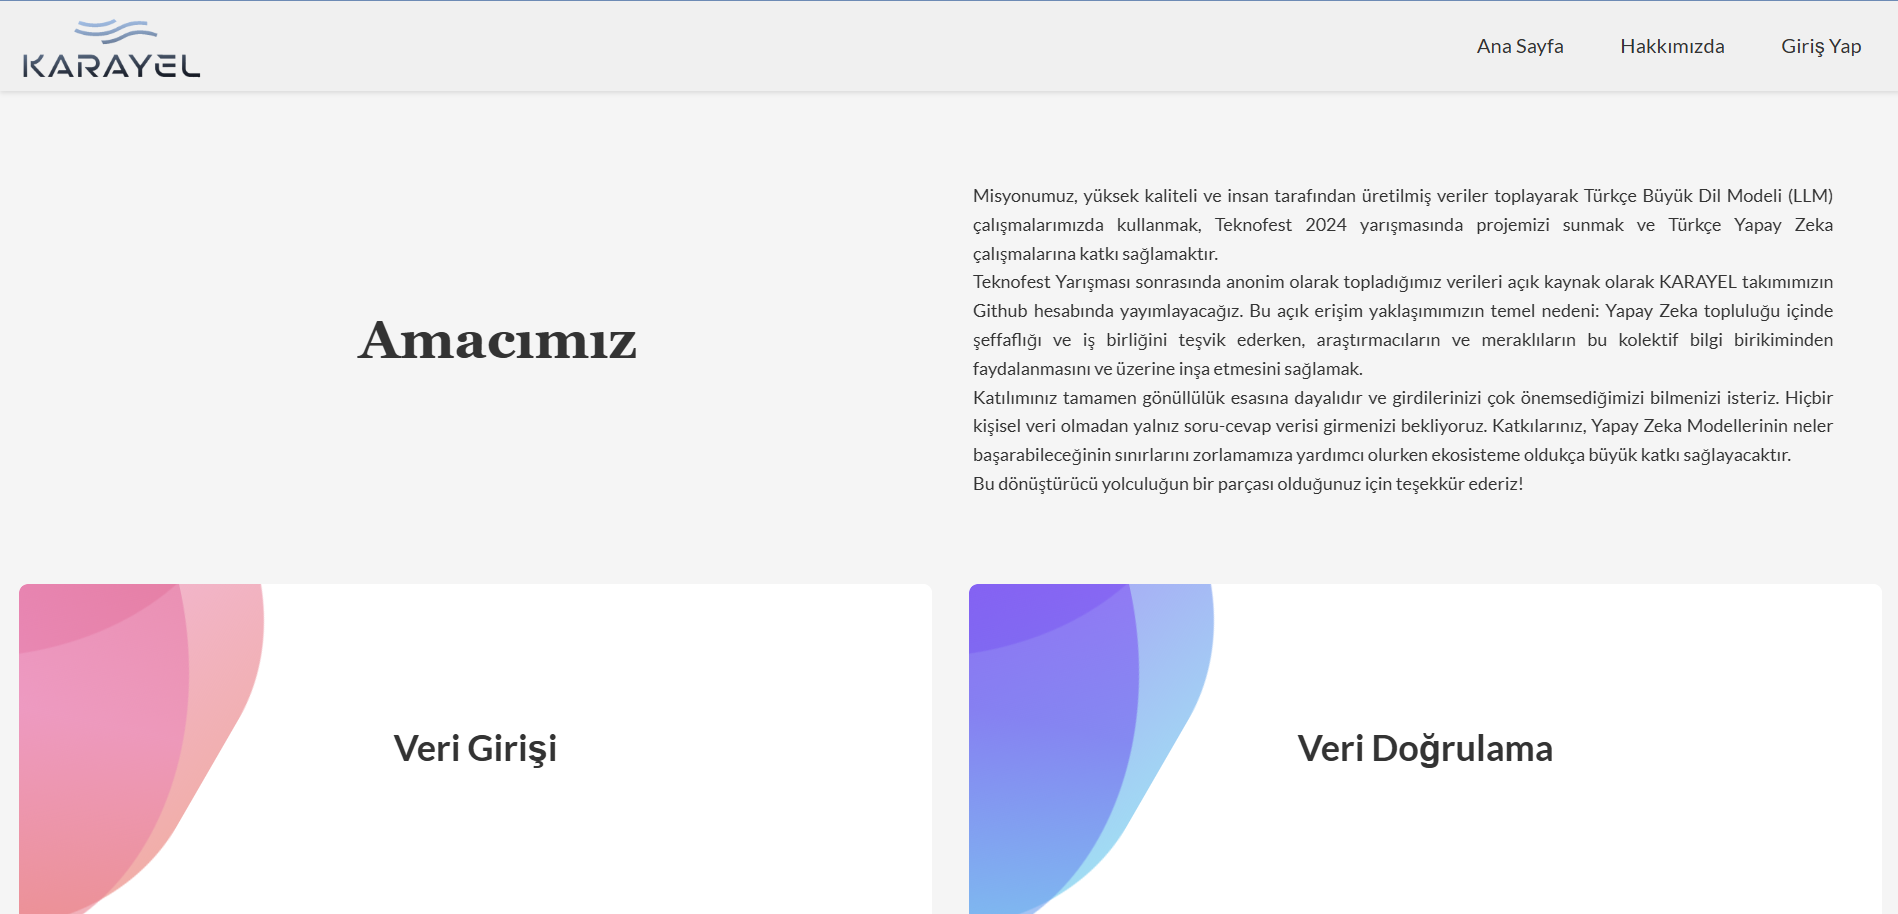 KARAYEL
Ana Sayfa
Hakkımızda
Giriş Yap
Amacımız
Misyonumuz, yüksek kaliteli ve insan tarafından üretilmiş veriler toplayarak Türkçe Büyük Dil Modeli (LLM)
çalışmalarımızda kullanmak, Teknofest 2024 yarışmasında projemizi sunmak ve Türkçe Yapay Zeka
çalışmalarına katkı sağlamaktır.
Teknofest Yarışması sonrasında anonim olarak topladığımız verileri açık kaynak olarak KARAYEL takımımızın
Github hesabında yayımlayacağız. Bu açık erişim yaklaşımımızın temel nedeni: Yapay Zeka topluluğu içinde
şeffaflığı ve iş birliğini teşvik ederken, araştırmacıların ve meraklıların bu kolektif bilgi birikiminden
faydalanmasını ve üzerine inşa etmesini sağlamak.
Katılımınız tamamen gönüllülük esasına dayalıdır ve girdilerinizi çok önemsediğimizi bilmenizi isteriz. Hiçbir
kişisel veri olmadan yalnız soru-cevap verisi girmenizi bekliyoruz. Katkılarınız, Yapay Zeka Modellerinin neler
başarabileceğinin sınırlarını zorlamamıza yardımcı olurken ekosisteme oldukça büyük katkı sağlayacaktır.
Bu dönüştürücü yolculuğun bir parçası olduğunuz için teşekkür ederiz!
Veri Girişi
Veri Doğrulama